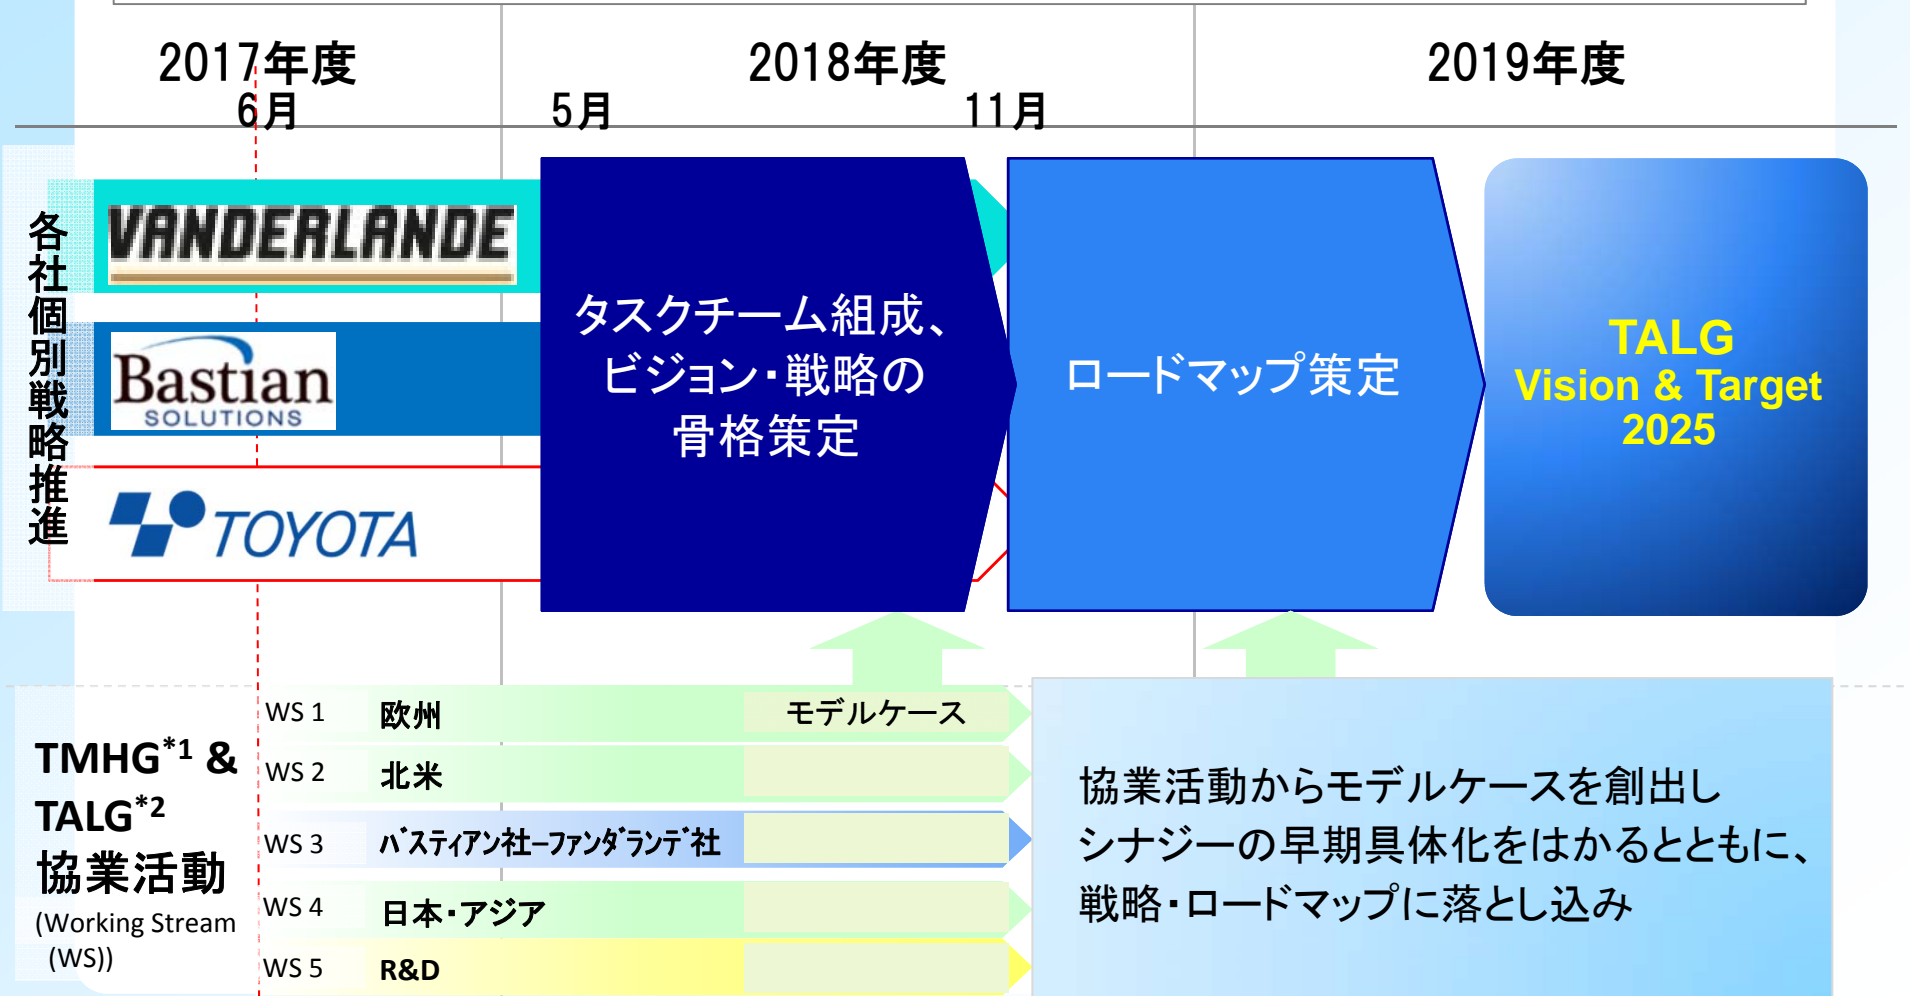 2017年度
2018年度
2019年度
6月
5月
11月
各社個別戦略推進
VANDERLANDE
Bastian
SOLUTIONS
TOYOTA
タスクチーム組成、
ビジョン・戦略の
骨格策定
ロードマップ策定
TALG
Vision & Target
2025
TMHG*1 &
TALG*2
協業活動
(Working Stream
(WS))
WS 1 欧州 モデルケース
WS 2 北米
WS 3 バスティアン社–ファンダランデ社
WS 4 日本・アジア
WS 5 R&D
協業活動からモデルケースを創出し
シナジーの早期具体化をはかるとともに、
戦略・ロードマップに落とし込み